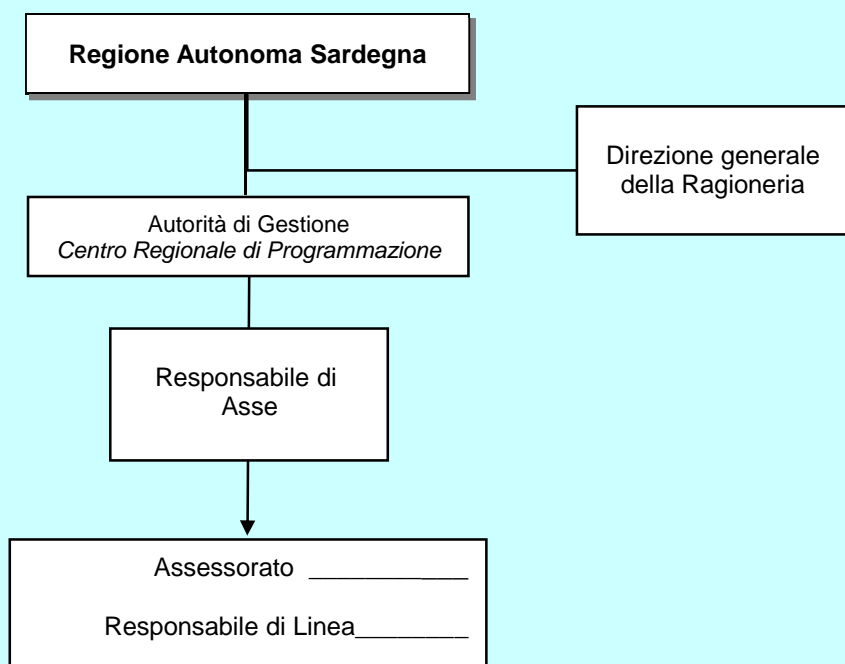 Regione Autonoma Sardegna
Direzione generale
della Ragioneria
Autorità di Gestione
Centro Regionale di Programmazione
Responsabile di
Asse
Assessorato ___________
Responsabile di Linea________